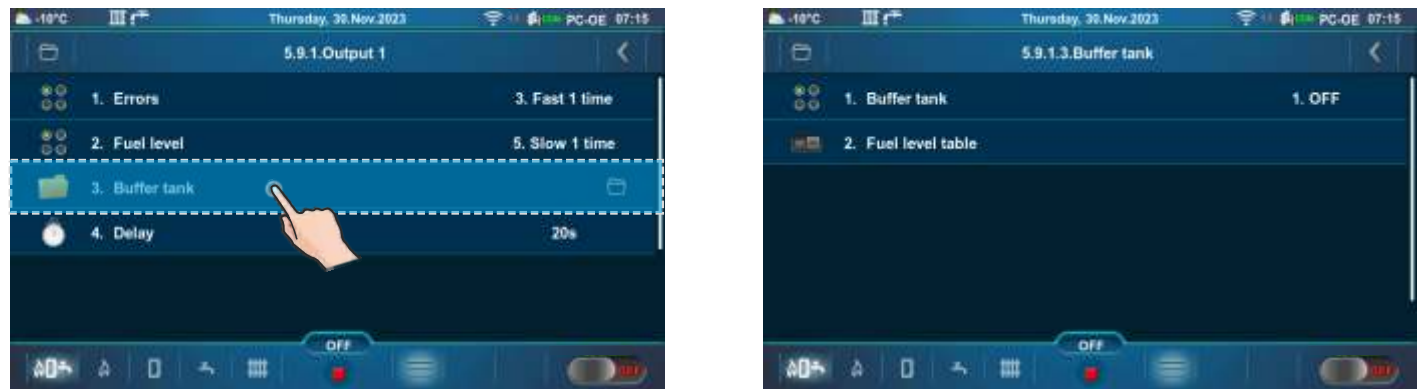 -10°C Thursday, 30.Nov.2023 PC-OE 07:15
5.9.1.Output 1
1. Errors 3. Fast 1 time
2. Fuel level 5. Slow 1 time
3. Buffer tank
4. Delay 20s
OFF
OFF
-10°C Thursday, 30.Nov.2023 PC-OE 07:15
5.9.1.3.Buffer tank
1. Buffer tank 1. OFF
2. Fuel level table
OFF
OFF